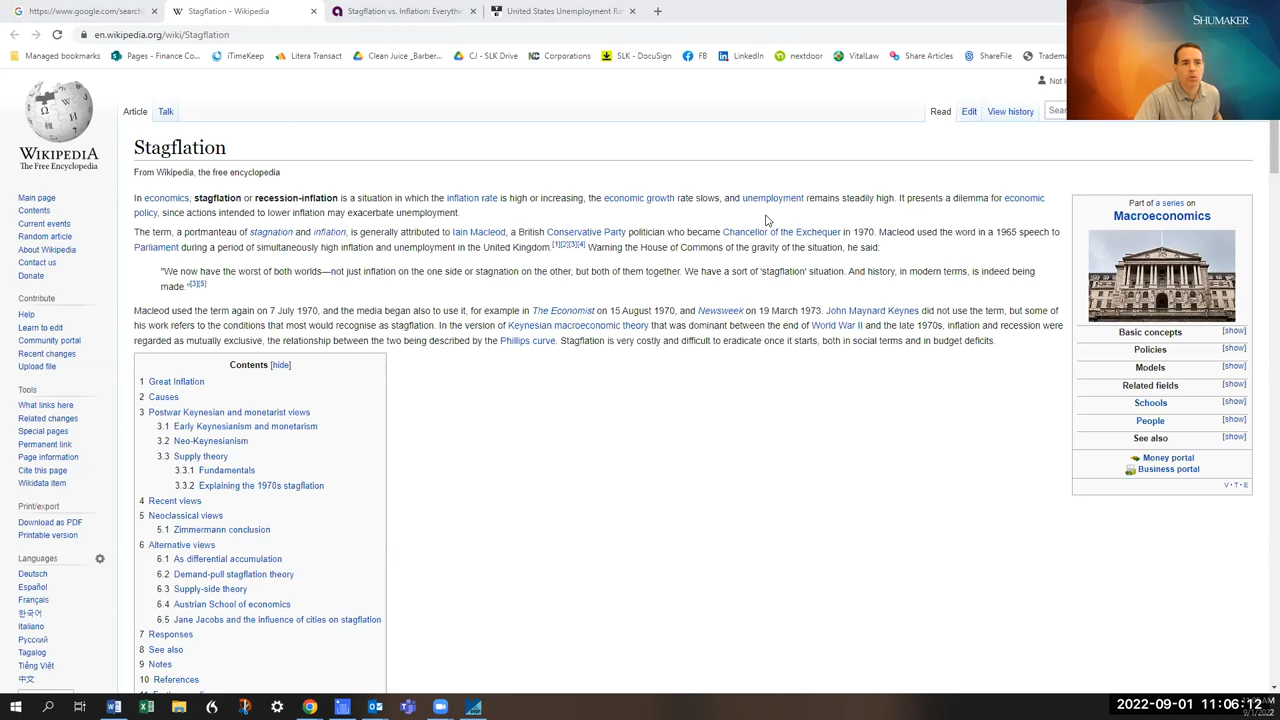 https://www.google.com/search
Stagflation - Wikipedia
Stagflation vs. Inflation: Everythe
United States Unemployment Ra
en.wikipedia.org/wiki/Stagflation
Managed bookmarks
Pages - Finance Co...
iTimeKeep
Litera Transact
Clean Juice _Barber...
CJ - SLK Drive
NC Corporations
SLK - DocuSign
FB
LinkedIn
nextdoor
VitalLaw
Share Articles
ShareFile
Tradem
SHUMAKER
Not l
Article
Talk
Read
Edit
View history
Sea
WIKIPEDIA
The Free Encyclopedia
Main page
Contents
Current events
Random article
About Wikipedia
Contact us
Donate
Contribute
Help
Learn to edit
Community portal
Recent changes
Upload file
Tools
What links here
Related changes
Special pages
Permanent link
Page information
Cite this page
Wikidata item
Print/export
Download as PDF
Printable version
Languages
Deutsch
Español
Français
한국어
Italiano
Русский
Tagalog
Tiếng Việt
中文
Stagflation
From Wikipedia, the free encyclopedia
In economics, stagflation or recession-inflation is a situation in which the inflation rate is high or increasing, the economic growth rate slows, and unemployment remains steadily high. It presents a dilemma for economic
policy, since actions intended to lower inflation may exacerbate unemployment.
The term, a portmanteau of stagnation and inflation, is generally attributed to Iain Macleod, a British Conservative Party politician who became Chancellor of the Exchequer in 1970. Macleod used the word in a 1965 speech to
Parliament during a period of simultaneously high inflation and unemployment in the United Kingdom.[1][2][3][4] Warning the House of Commons of the gravity of the situation, he said:
"We now have the worst of both worlds—not just inflation on the one side or stagnation on the other, but both of them together. We have a sort of 'stagflation' situation. And history, in modern terms, is indeed being
made."[3][5]
Macleod used the term again on 7 July 1970, and the media began also to use it, for example in The Economist on 15 August 1970, and Newsweek on 19 March 1973. John Maynard Keynes did not use the term, but some of
his work refers to the conditions that most would recognise as stagflation. In the version of Keynesian macroeconomic theory that was dominant between the end of World War II and the late 1970s, inflation and recession were
regarded as mutually exclusive, the relationship between the two being described by the Phillips curve. Stagflation is very costly and difficult to eradicate once it starts, both in social terms and in budget deficits.
Contents [hide]
1 Great Inflation
2 Causes
3 Postwar Keynesian and monetarist views
3.1 Early Keynesianism and monetarism
3.2 Neo-Keynesianism
3.3 Supply theory
3.3.1 Fundamentals
3.3.2 Explaining the 1970s stagflation
4 Recent views
5 Neoclassical views
5.1 Zimmermann conclusion
6 Alternative views
6.1 As differential accumulation
6.2 Demand-pull stagflation theory
6.3 Supply-side theory
6.4 Austrian School of economics
6.5 Jane Jacobs and the influence of cities on stagflation
7 Responses
8 See also
9 Notes
10 References
Part of a series on
Macroeconomics
Basic concepts [show]
Policies [show]
Models [show]
Related fields [show]
Schools [show]
People [show]
See also [show]
Money portal
Business portal
V · T · E
2022-09-01 11:06:12